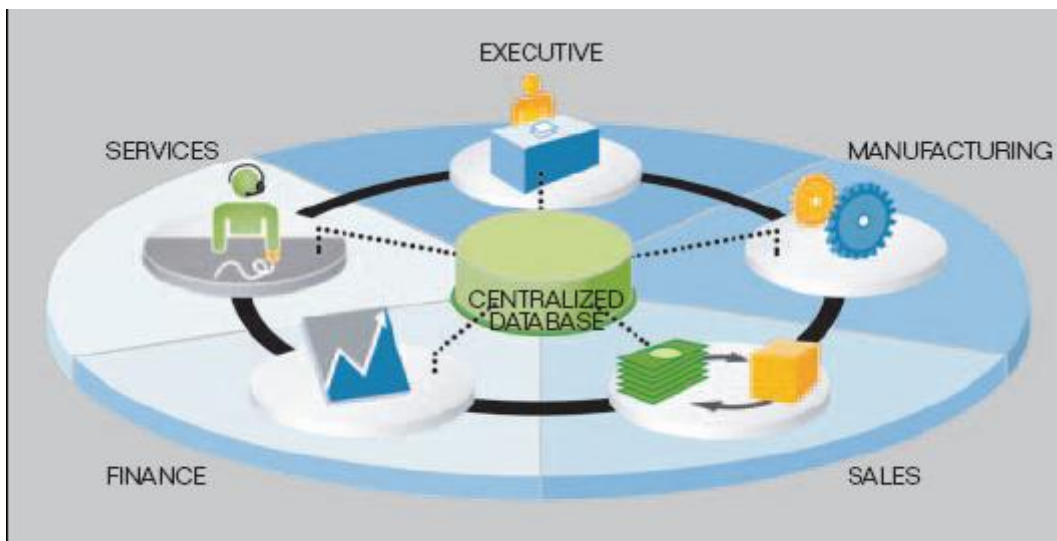 EXECUTIVE
SERVICES
MANUFACTURING
CENTRALIZED
DATABASE
FINANCE
SALES